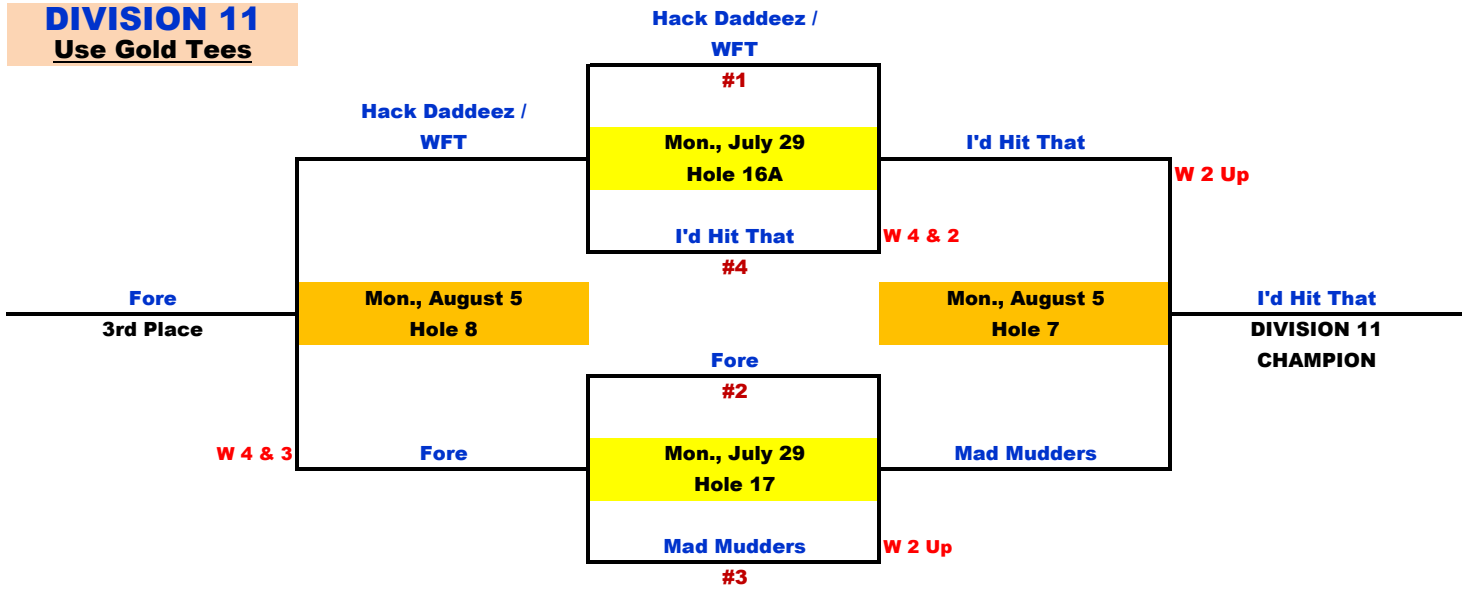 DIVISION 11
Use Gold Tees
Hack Daddeez /
WFT
#1
Hack Daddeez /
WFT
Mon., July 29
Hole 16A
I'd Hit That
W 2 Up
I'd Hit That
W 4 & 2
#4
Fore
3rd Place
Mon., August 5
Hole 8
Mon., August 5
Hole 7
I'd Hit That
DIVISION 11
CHAMPION
Fore
#2
W 4 & 3
Fore
Mon., July 29
Hole 17
Mad Mudders
Mad Mudders
W 2 Up
#3